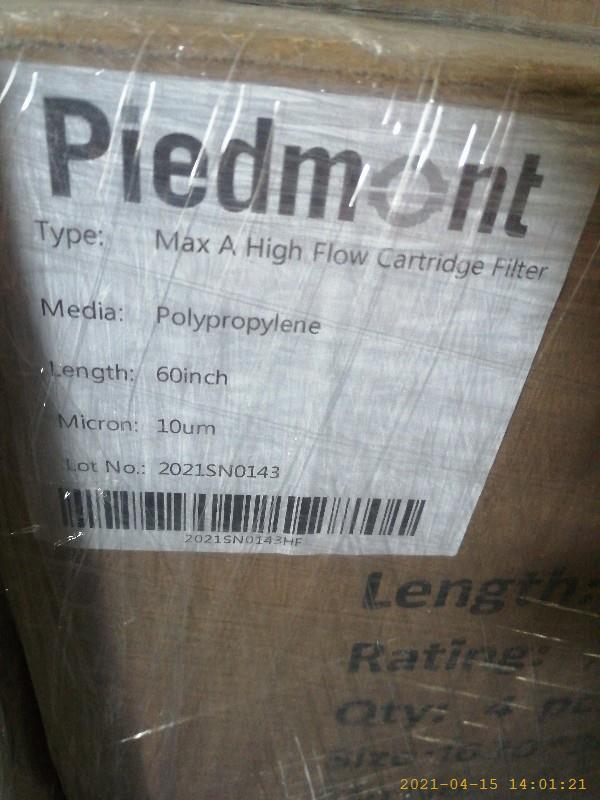 Piedmont
Type: Max A High Flow Cartridge Filter
Media: Polypropylene
Length: 60inch
Micron: 10um
Lot No.: 2021SN0143
2021SN0143HF
Length:
Rating:
Qty: 4
2021-04-15 14:01:21